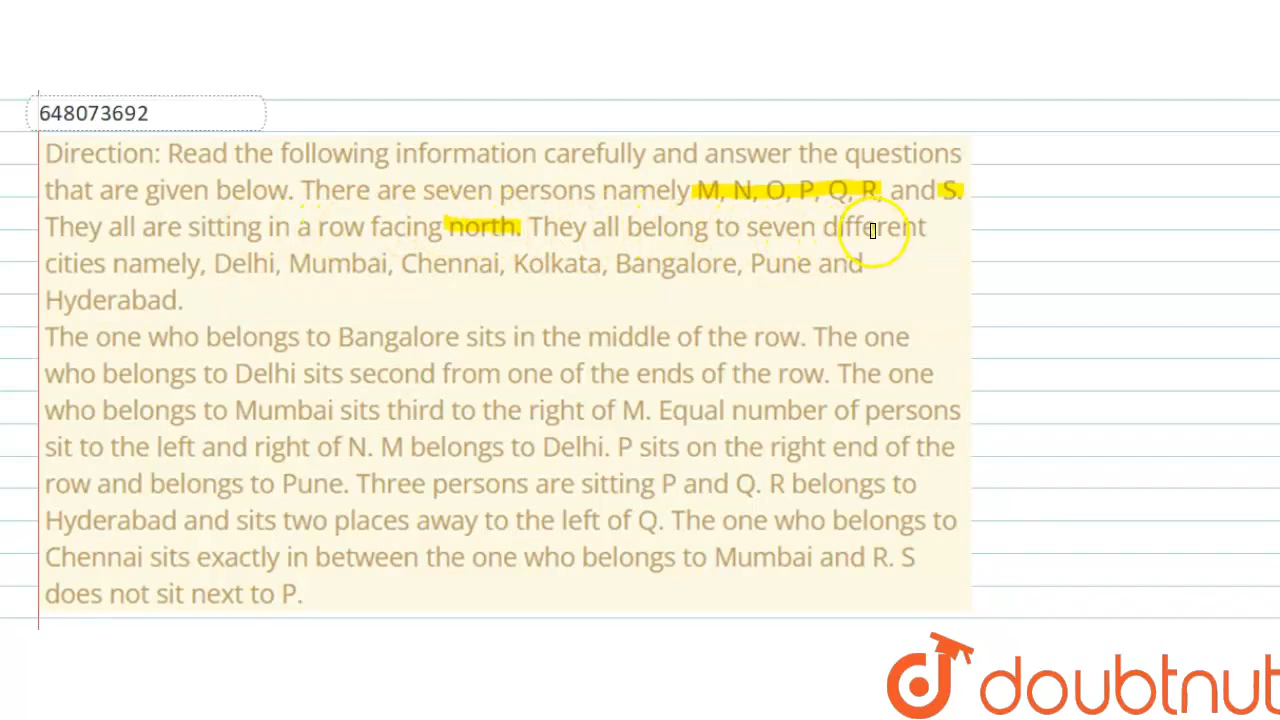 648073692
Direction: Read the following information carefully and answer the questions
that are given below. There are seven persons namely M, N, O, P, Q, R, and S.
They all are sitting in a row facing north. They all belong to seven different
cities namely, Delhi, Mumbai, Chennai, Kolkata, Bangalore, Pune and
Hyderabad.
The one who belongs to Bangalore sits in the middle of the row. The one
who belongs to Delhi sits second from one of the ends of the row. The one
who belongs to Mumbai sits third to the right of M. Equal number of persons
sit to the left and right of N. M belongs to Delhi. P sits on the right end of the
row and belongs to Pune. Three persons are sitting P and Q. R belongs to
Hyderabad and sits two places away to the left of Q. The one who belongs to
Chennai sits exactly in between the one who belongs to Mumbai and R. S
does not sit next to P.
doubtnut